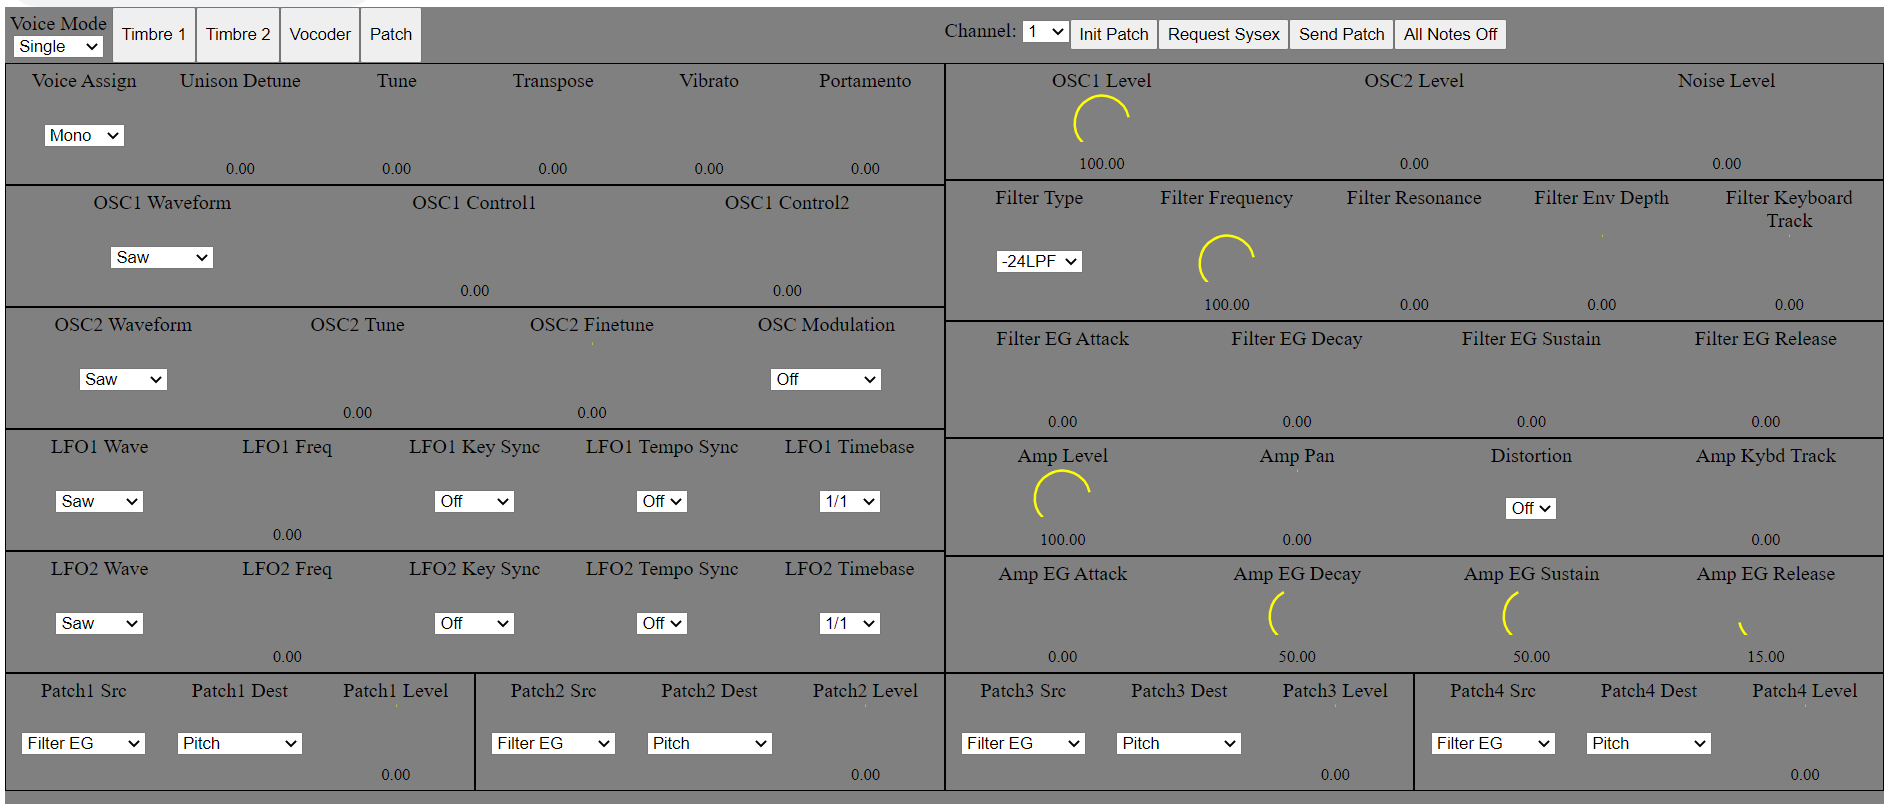 Voice Mode
Single
Timbre 1 Timbre 2 Vocoder Patch
Channel: 1 Init Patch Request Sysex Send Patch All Notes Off
Voice Assign Unison Detune Tune Transpose Vibrato Portamento
Mono
0.00 0.00 0.00 0.00 0.00
OSC1 Waveform OSC1 Control1 OSC1 Control2
Saw
0.00 0.00
OSC2 Waveform OSC2 Tune OSC2 Finetune OSC Modulation
Saw Off
0.00 0.00
LFO1 Wave LFO1 Freq LFO1 Key Sync LFO1 Tempo Sync LFO1 Timebase
Saw Off Off 1/1
0.00
LFO2 Wave LFO2 Freq LFO2 Key Sync LFO2 Tempo Sync LFO2 Timebase
Saw Off Off 1/1
0.00
OSC1 Level OSC2 Level Noise Level
100.00 0.00 0.00
Filter Type Filter Frequency Filter Resonance Filter Env Depth Filter Keyboard
Track
-24LPF
100.00 0.00 0.00 0.00
Filter EG Attack Filter EG Decay Filter EG Sustain Filter EG Release
0.00 0.00 0.00 0.00
Amp Level Amp Pan Distortion Amp Kybd Track
Off
100.00 0.00 0.00
Amp EG Attack Amp EG Decay Amp EG Sustain Amp EG Release
0.00 50.00 50.00 15.00
Patch1 Src Patch1 Dest Patch1 Level
Filter EG Pitch
0.00
Patch2 Src Patch2 Dest Patch2 Level
Filter EG Pitch
0.00
Patch3 Src Patch3 Dest Patch3 Level
Filter EG Pitch
0.00
Patch4 Src Patch4 Dest Patch4 Level
Filter EG Pitch
0.00